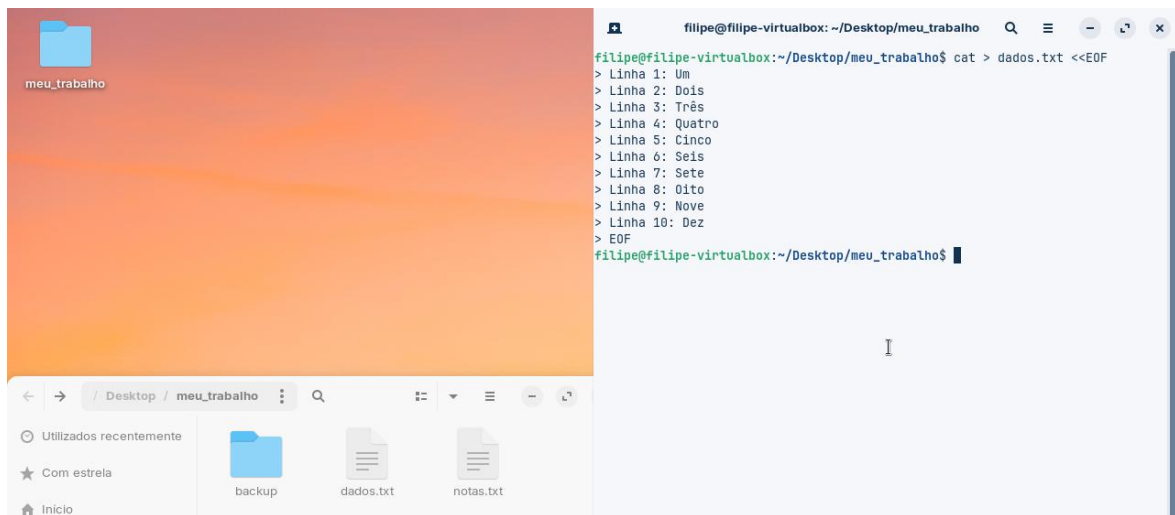 meu_trabalho
filipe@filipe-virtualbox: ~/Desktop/meu_trabalho
filipe@filipe-virtualbox:~/Desktop/meu_trabalho$ cat > dados.txt <<EOF
> Linha 1: Um
> Linha 2: Dois
> Linha 3: Três
> Linha 4: Quatro
> Linha 5: Cinco
> Linha 6: Seis
> Linha 7: Sete
> Linha 8: Oito
> Linha 9: Nove
> Linha 10: Dez
> EOF
filipe@filipe-virtualbox:~/Desktop/meu_trabalho$
/ Desktop / meu_trabalho
Utilizados recentemente
Com estrela
Início
backup
dados.txt
notas.txt